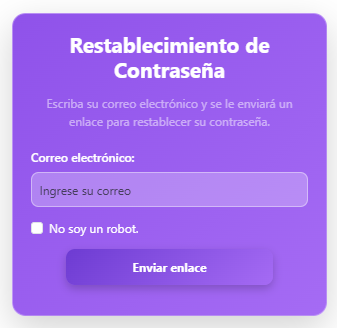 Restablecimiento de
Contraseña
Escriba su correo electrónico y se le enviará un
enlace para restablecer su contraseña.
Correo electrónico:
Ingrese su correo
No soy un robot.
Enviar enlace